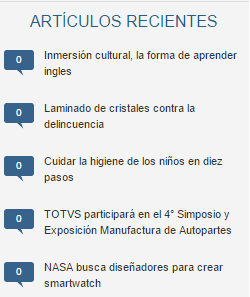 ARTÍCULOS RECIENTES
0
Inmersión cultural, la forma de aprender
ingles
0
Laminado de cristales contra la
delincuencia
0
Cuidar la higiene de los niños en diez
pasos
0
TOTVS participará en el 4° Simposio y
Exposición Manufactura de Autopartes
0
NASA busca diseñadores para crear
smartwatch